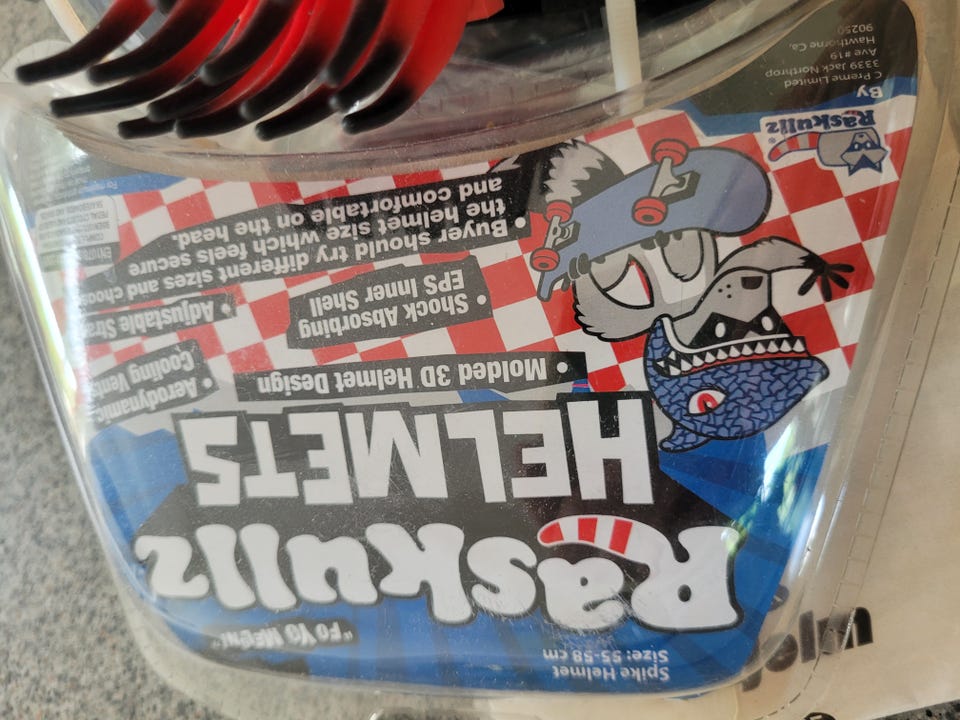 Spike Helmet
Size: 55-58 cm
"FO YO MEON!"
Raskullz
HELMETS
• Molded 3D Helmet Design
• Aerodynamic
Cooling Vents
• Shock Absorbing
EPS Inner Shell
• Adjustable Stra
• Buyer should try different sizes and choose
the helmet size which feels secure
and comfortable on the head.
Raskullz
By
C Preme Limited
3339 Jack Northrop
Ave #19
Hawthorne Ca,
90250